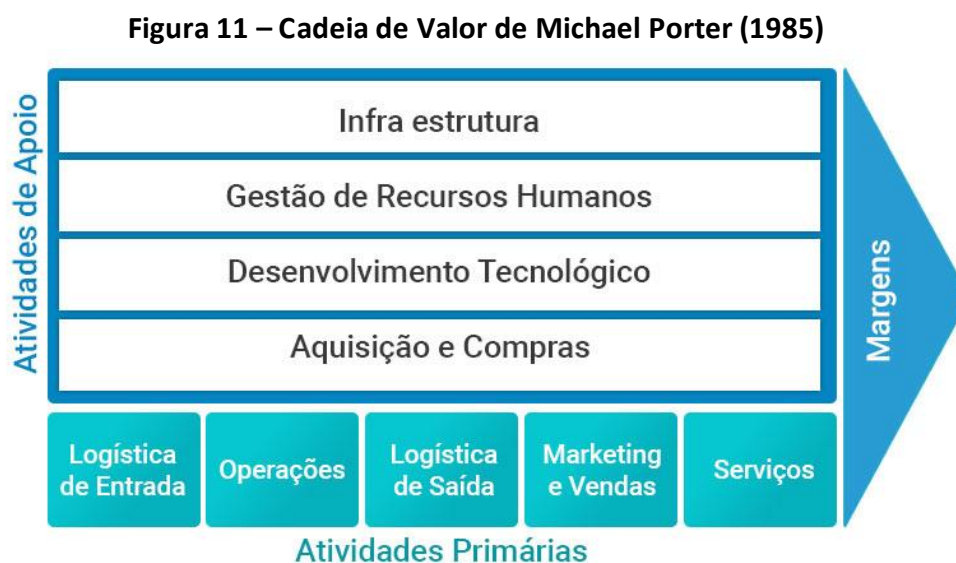 Figura 11 – Cadeia de Valor de Michael Porter (1985)
Atividades de Apoio
Infra estrutura
Gestão de Recursos Humanos
Desenvolvimento Tecnológico
Aquisição e Compras
Margens
Logística
de Entrada
Operações
Logística
de Saída
Marketing
e Vendas
Serviços
Atividades Primárias